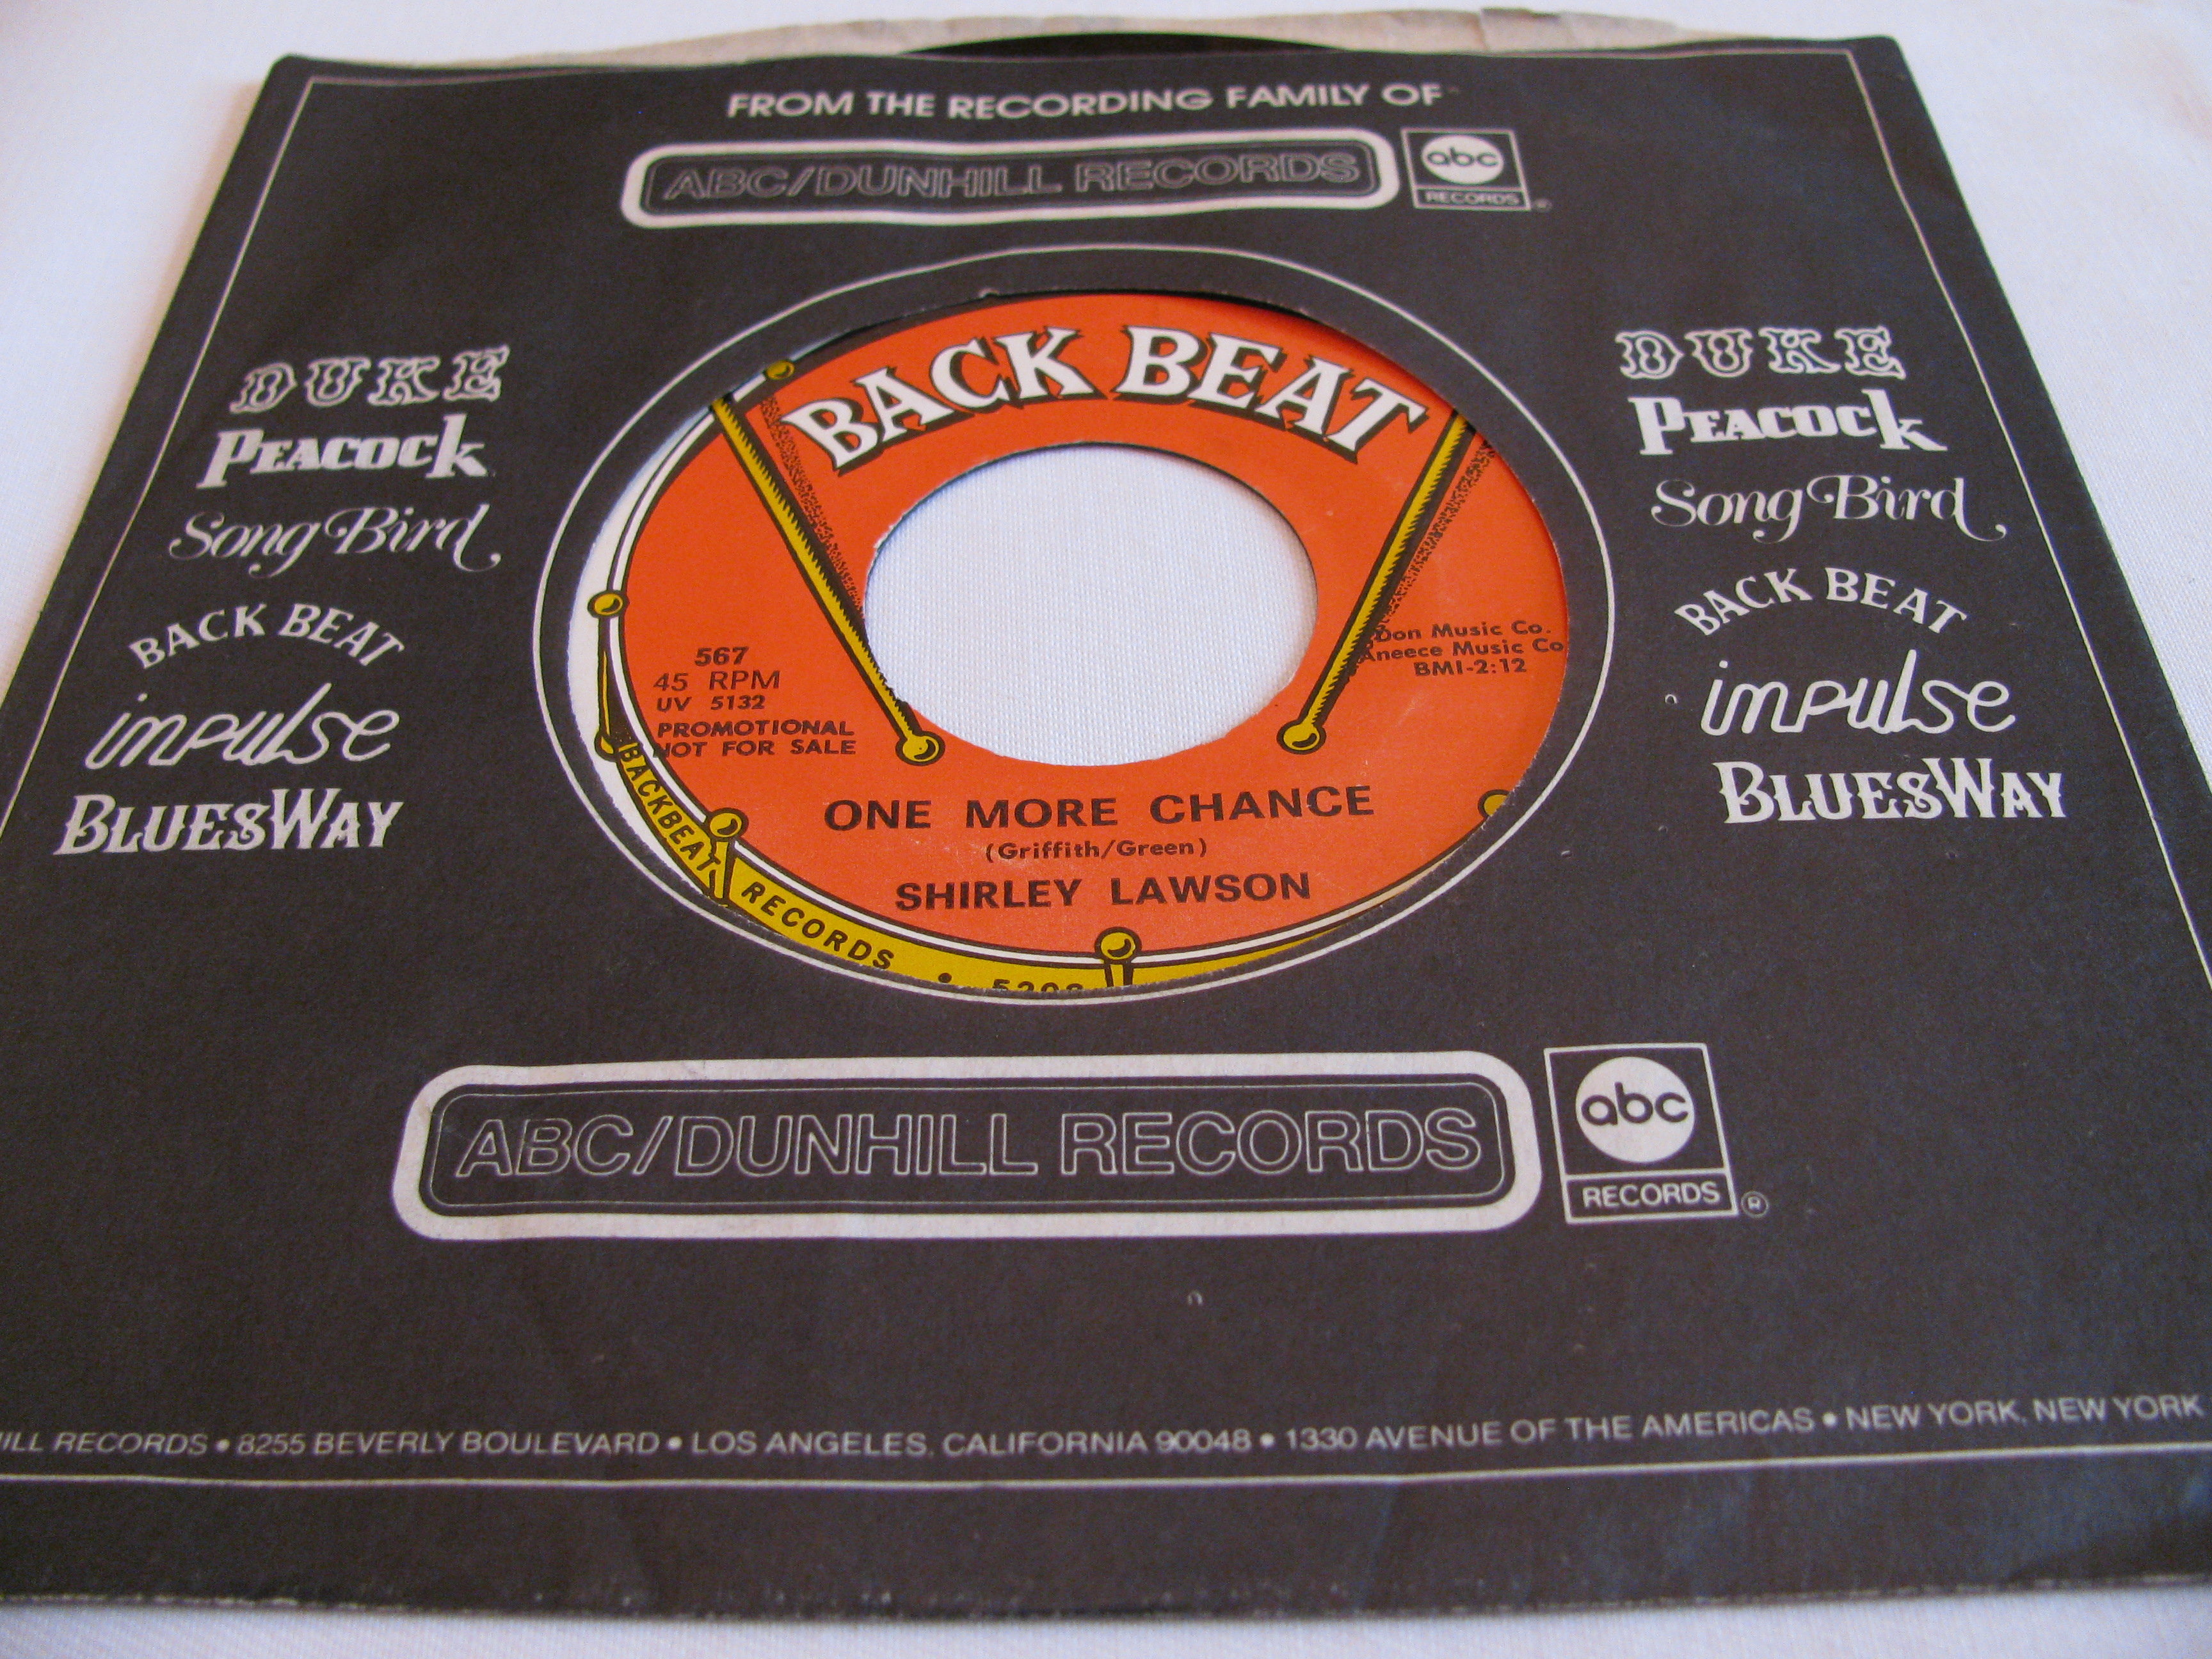 FROM THE RECORDING FAMILY OF
ABC/DUNHILL RECORDS
abc
RECORDS ®
DUKE
PEACOCK
Song Bird
BACK BEAT
impulse
BLUESWAY
DUKE
PEACOCK
Song Bird
BACK BEAT
impulse
BLUESWAY
BACK BEAT
567
45 RPM
UV 5132
PROMOTIONAL
NOT FOR SALE
Don Music Co.
Aneece Music Co
BMI-2:12
ONE MORE CHANCE
(Griffith/Green)
SHIRLEY LAWSON
BACKBEAT RECORDS •
ABC/DUNHILL RECORDS
abc
RECORDS ®
RECORDS • 8255 BEVERLY BOULEVARD • LOS ANGELES, CALIFORNIA 90048 • 1330 AVENUE OF THE AMERICAS • NEW YORK, NEW YORK